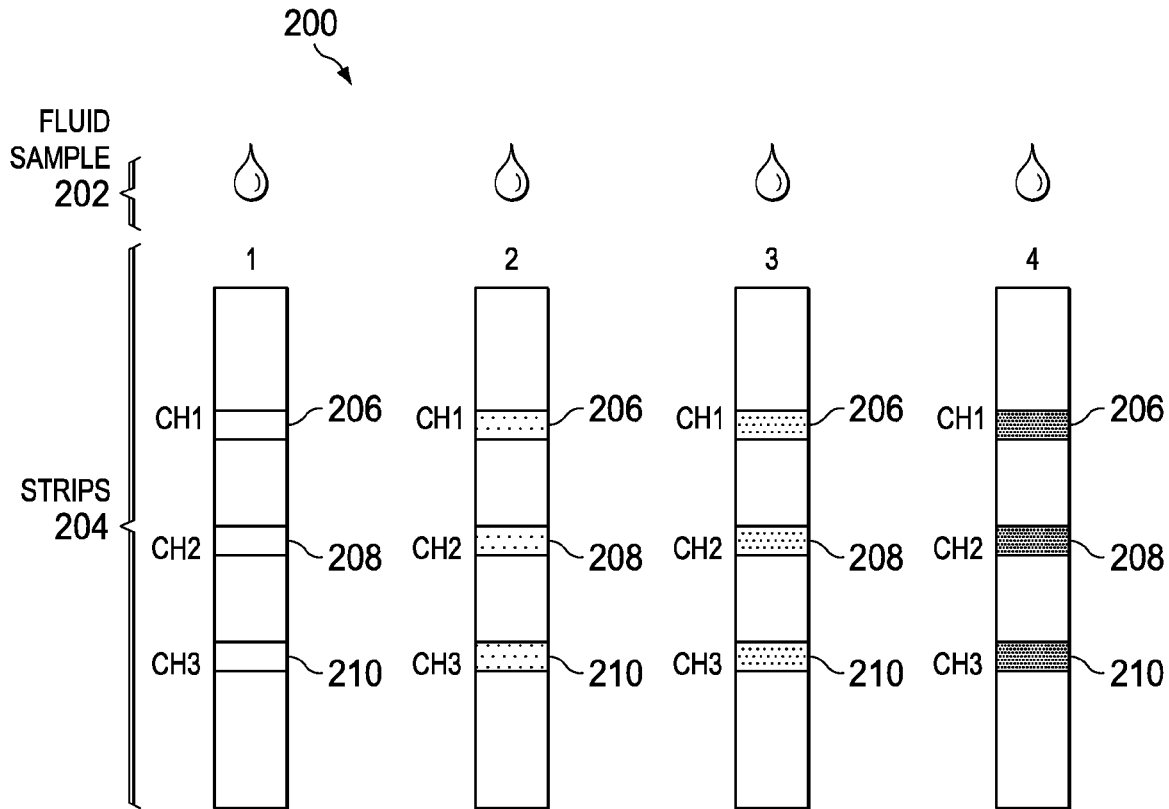 200
FLUID
SAMPLE
202
1 2 3 4
CH1 206 CH1 206 CH1 206 CH1 206
STRIPS
204
CH2 208 CH2 208 CH2 208 CH2 208
CH3 210 CH3 210 CH3 210 CH3 210